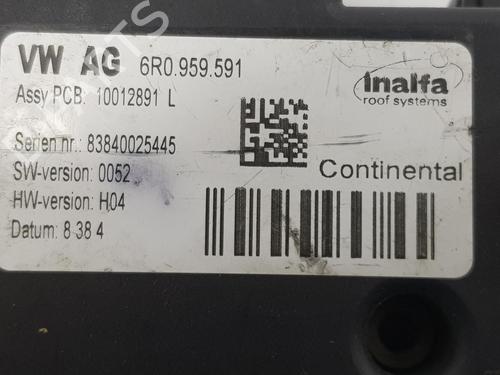 VW AG 6R0.959.591
Inalfa
roof systems
Assy PCB: 10012891 L
Serien nr.: 83840025445
SW-version: 0052
Continental
HW-version: H04
Datum: 8 38 4